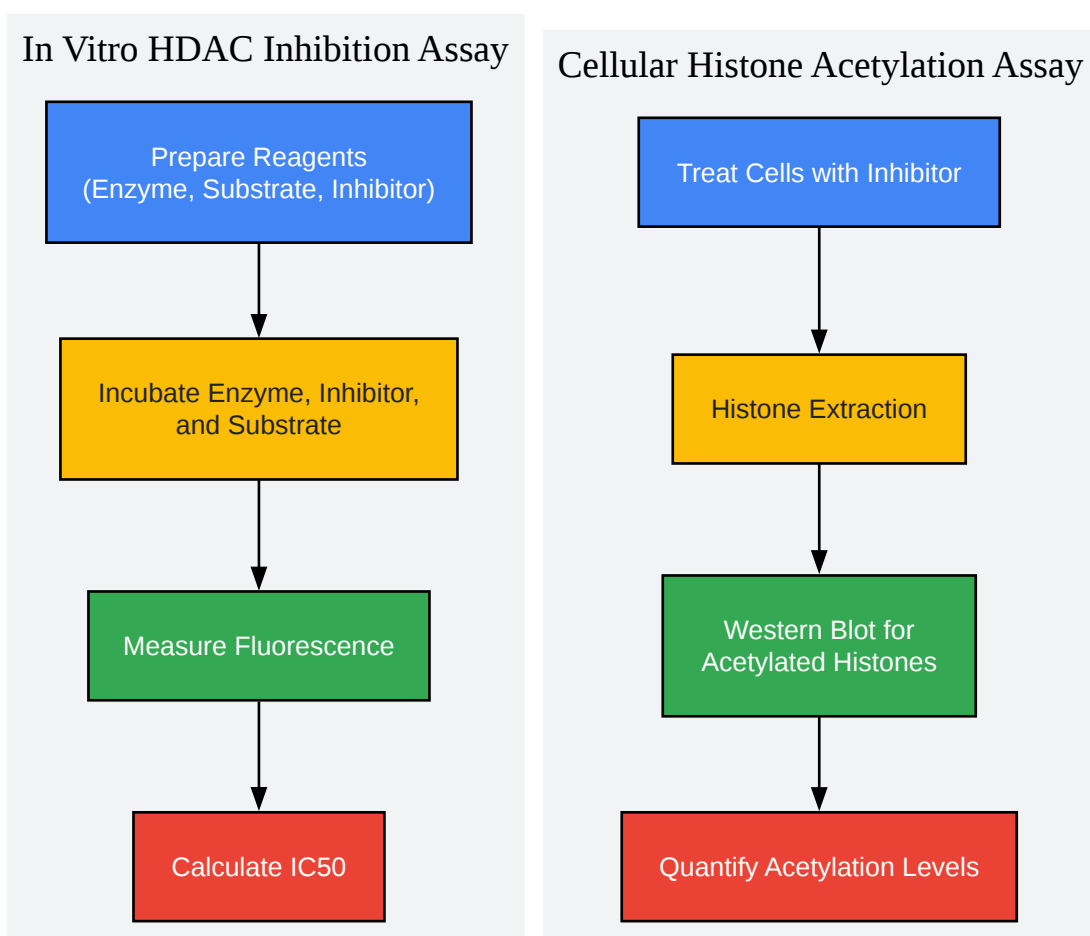 In Vitro HDAC Inhibition Assay
Prepare Reagents
(Enzyme, Substrate, Inhibitor)
Incubate Enzyme, Inhibitor,
and Substrate
Measure Fluorescence
Calculate IC50
Cellular Histone Acetylation Assay
Treat Cells with Inhibitor
Histone Extraction
Western Blot for
Acetylated Histones
Quantify Acetylation Levels